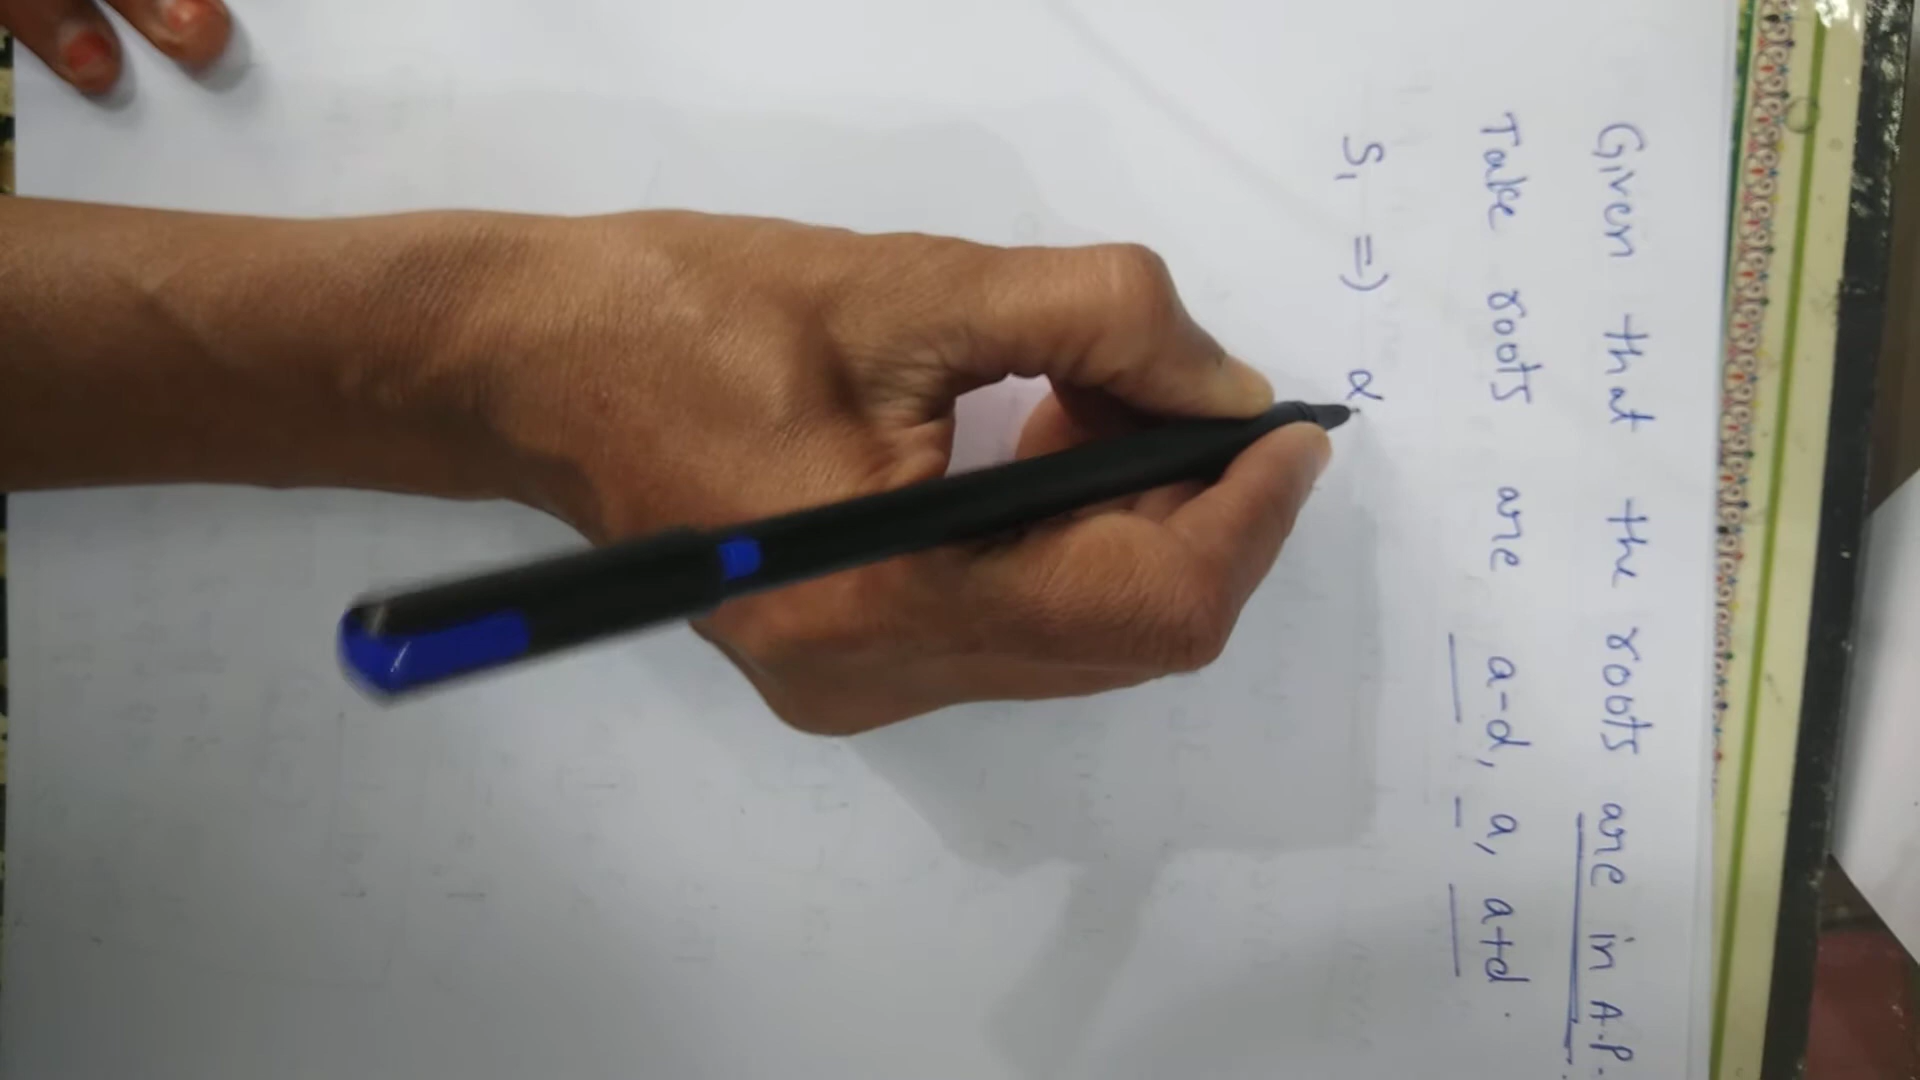 Given that the roots are in A.P.
Take roots are a-d, a, a+d.
S₁ => α